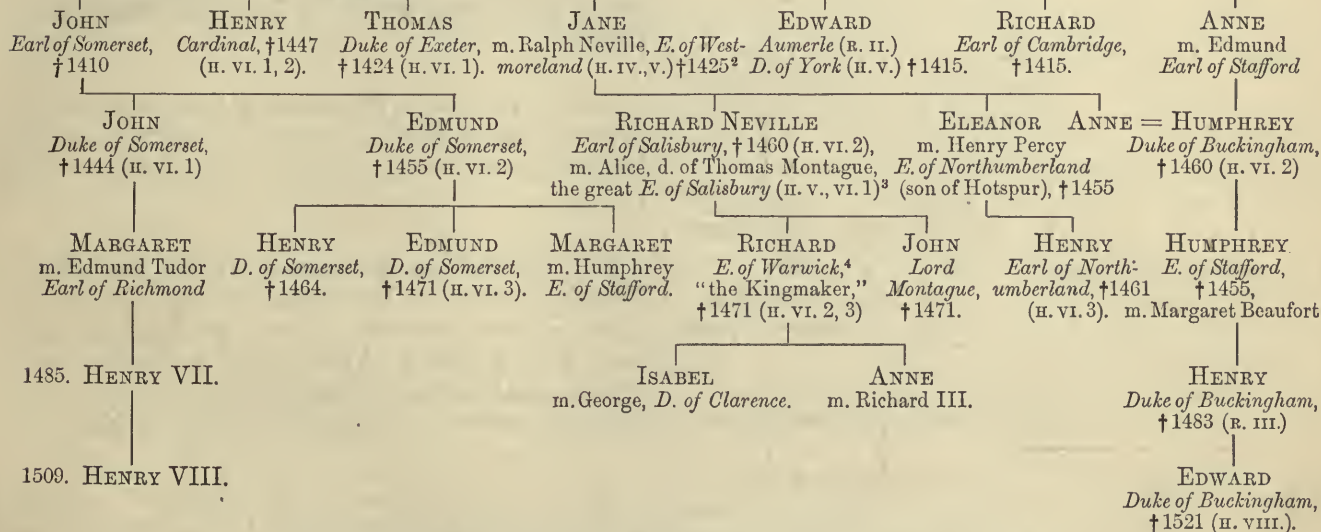 JOHN HENRY THOMAS JANE EDWARD RICHARD ANNE
Earl of Somerset, Cardinal, †1447 Duke of Exeter, m. Ralph Neville, E. of West- Aumerle (R. II.) Earl of Cambridge, m. Edmund
†1410 (H. VI. 1, 2). †1424 (H. VI. 1). moreland (H. IV., V.) †1425² D. of York (H. V.) †1415. †1415. Earl of Stafford
JOHN EDMUND RICHARD NEVILLE ELEANOR ANNE = HUMPHREY
Duke of Somerset, Duke of Somerset, Earl of Salisbury, †1460 (H. VI. 2), m. Henry Percy Duke of Buckingham,
†1444 (H. VI. 1) †1455 (H. VI. 2) m. Alice, d. of Thomas Montague, E. of Northumberland †1460 (H. VI. 2)
the great E. of Salisbury (H. V., VI. 1)³ (son of Hotspur), †1455
MARGARET HENRY EDMUND MARGARET RICHARD JOHN HENRY HUMPHREY
m. Edmund Tudor D. of Somerset, D. of Somerset, m. Humphrey E. of Warwick,⁴ Lord Earl of North- E. of Stafford,
Earl of Richmond †1464. †1471 (H. VI. 3). E. of Stafford. "the Kingmaker," Montague, umberland, †1461 †1455,
†1471 (H. VI. 2, 3) †1471. (H. VI. 3). m. Margaret Beaufort
1485. HENRY VII. ISABEL ANNE HENRY
m. George, D. of Clarence. m. Richard III. Duke of Buckingham,
†1483 (R. III.)
1509. HENRY VIII. EDWARD
Duke of Buckingham,
†1521 (H. VIII.).